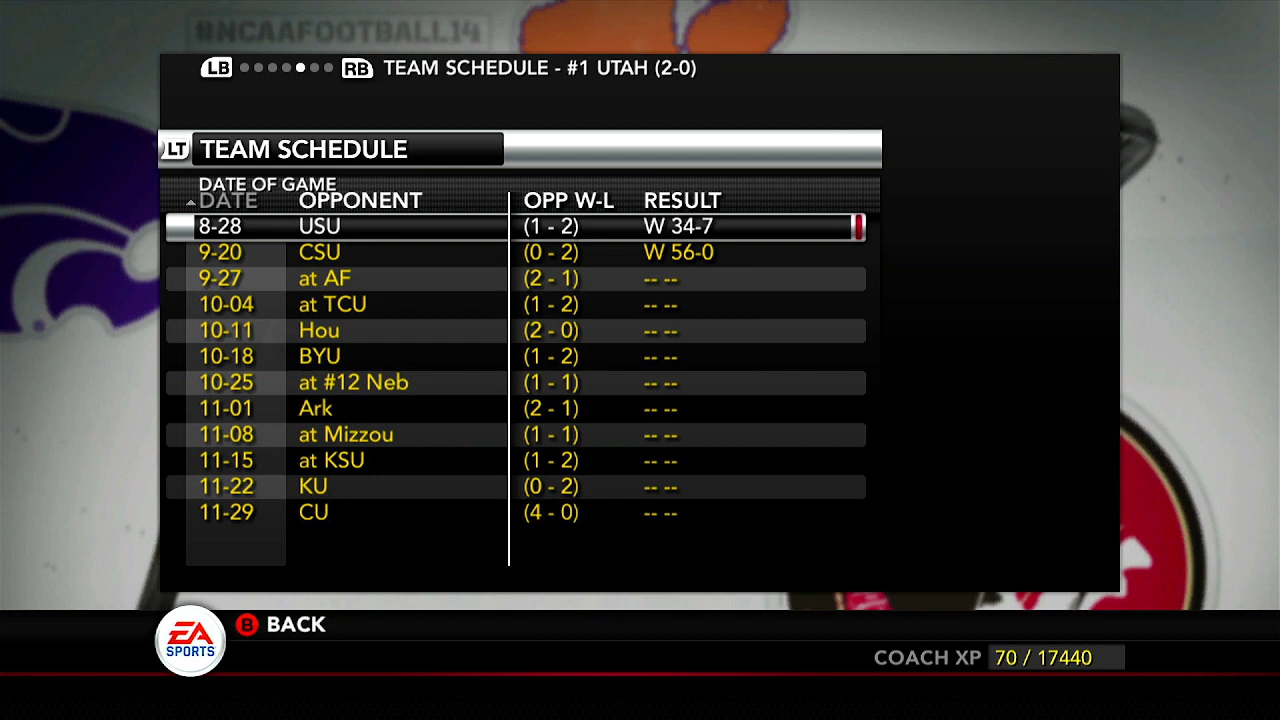 #NCAAFOOTBALL14
LB RB TEAM SCHEDULE - #1 UTAH (2-0)
LT TEAM SCHEDULE
DATE OF GAME
DATE OPPONENT OPP W-L RESULT
8-28 USU (1 - 2) W 34-7
9-20 CSU (0 - 2) W 56-0
9-27 at AF (2 - 1) -- --
10-04 at TCU (1 - 2) -- --
10-11 Hou (2 - 0) -- --
10-18 BYU (1 - 2) -- --
10-25 at #12 Neb (1 - 1) -- --
11-01 Ark (2 - 1) -- --
11-08 at Mizzou (1 - 1) -- --
11-15 at KSU (1 - 2) -- --
11-22 KU (0 - 2) -- --
11-29 CU (4 - 0) -- --
B BACK
EA
SPORTS
COACH XP 70 / 17440